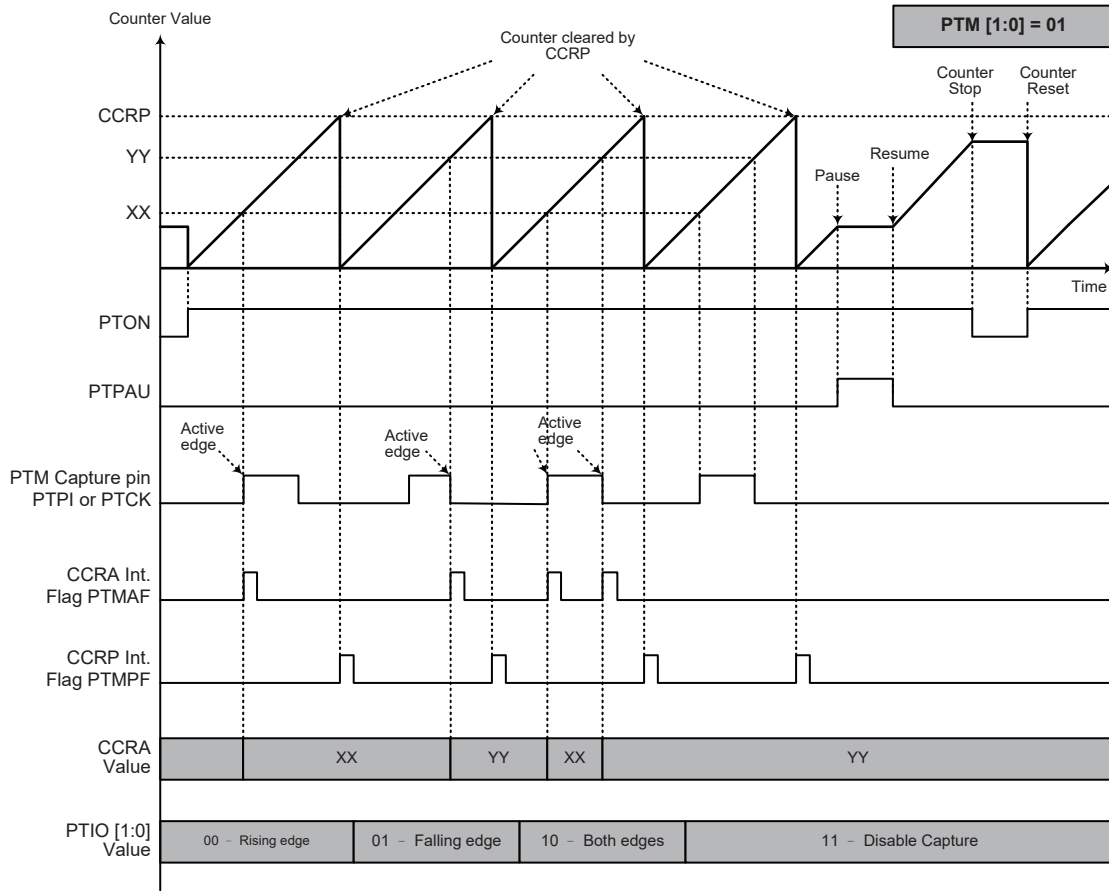 Counter Value
PTM [1:0] = 01
Counter cleared by
CCRP
Counter
Stop
Counter
Reset
CCRP
YY
XX
Pause
Resume
Time
PTON
PTPAU
Active
edge
Active
edge
Active
edge
PTM Capture pin
PTPI or PTCK
CCRA Int.
Flag PTMAF
CCRP Int.
Flag PTMPF
CCRA
Value
XX
YY
XX
YY
PTIO [1:0]
Value
00 - Rising edge
01 - Falling edge
10 - Both edges
11 - Disable Capture